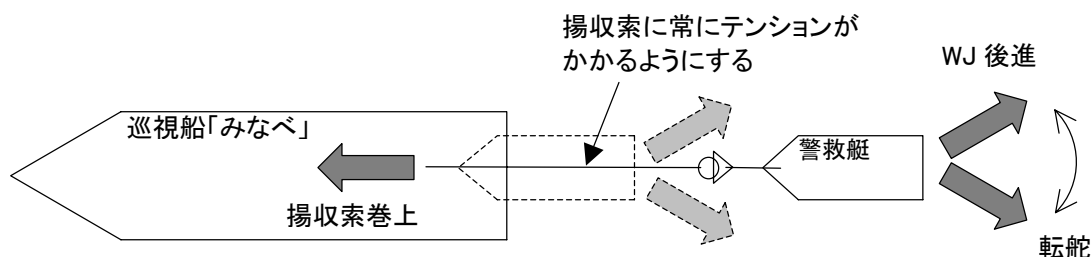 揚収索に常にテンションが
かかるようにする
WJ 後進
巡視船「みなべ」
警救艇
揚収索巻上
転舵